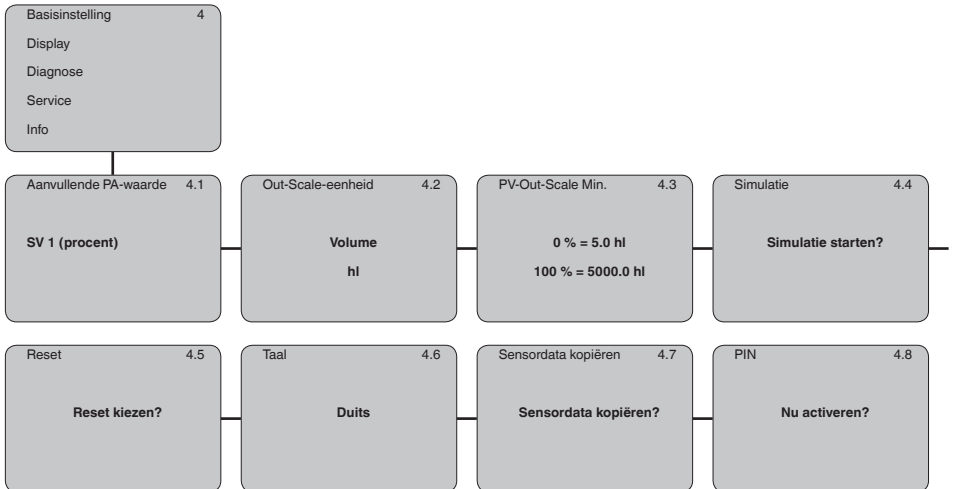 Basisinstelling 4
Display
Diagnose
Service
Info
Aanvullende PA-waarde 4.1
SV 1 (procent)
Out-Scale-eenheid 4.2
Volume
hl
PV-Out-Scale Min. 4.3
0 % = 5.0 hl
100 % = 5000.0 hl
Simulatie 4.4
Simulatie starten?
Reset 4.5
Reset kiezen?
Taal 4.6
Duits
Sensordata kopiëren 4.7
Sensordata kopiëren?
PIN 4.8
Nu activeren?